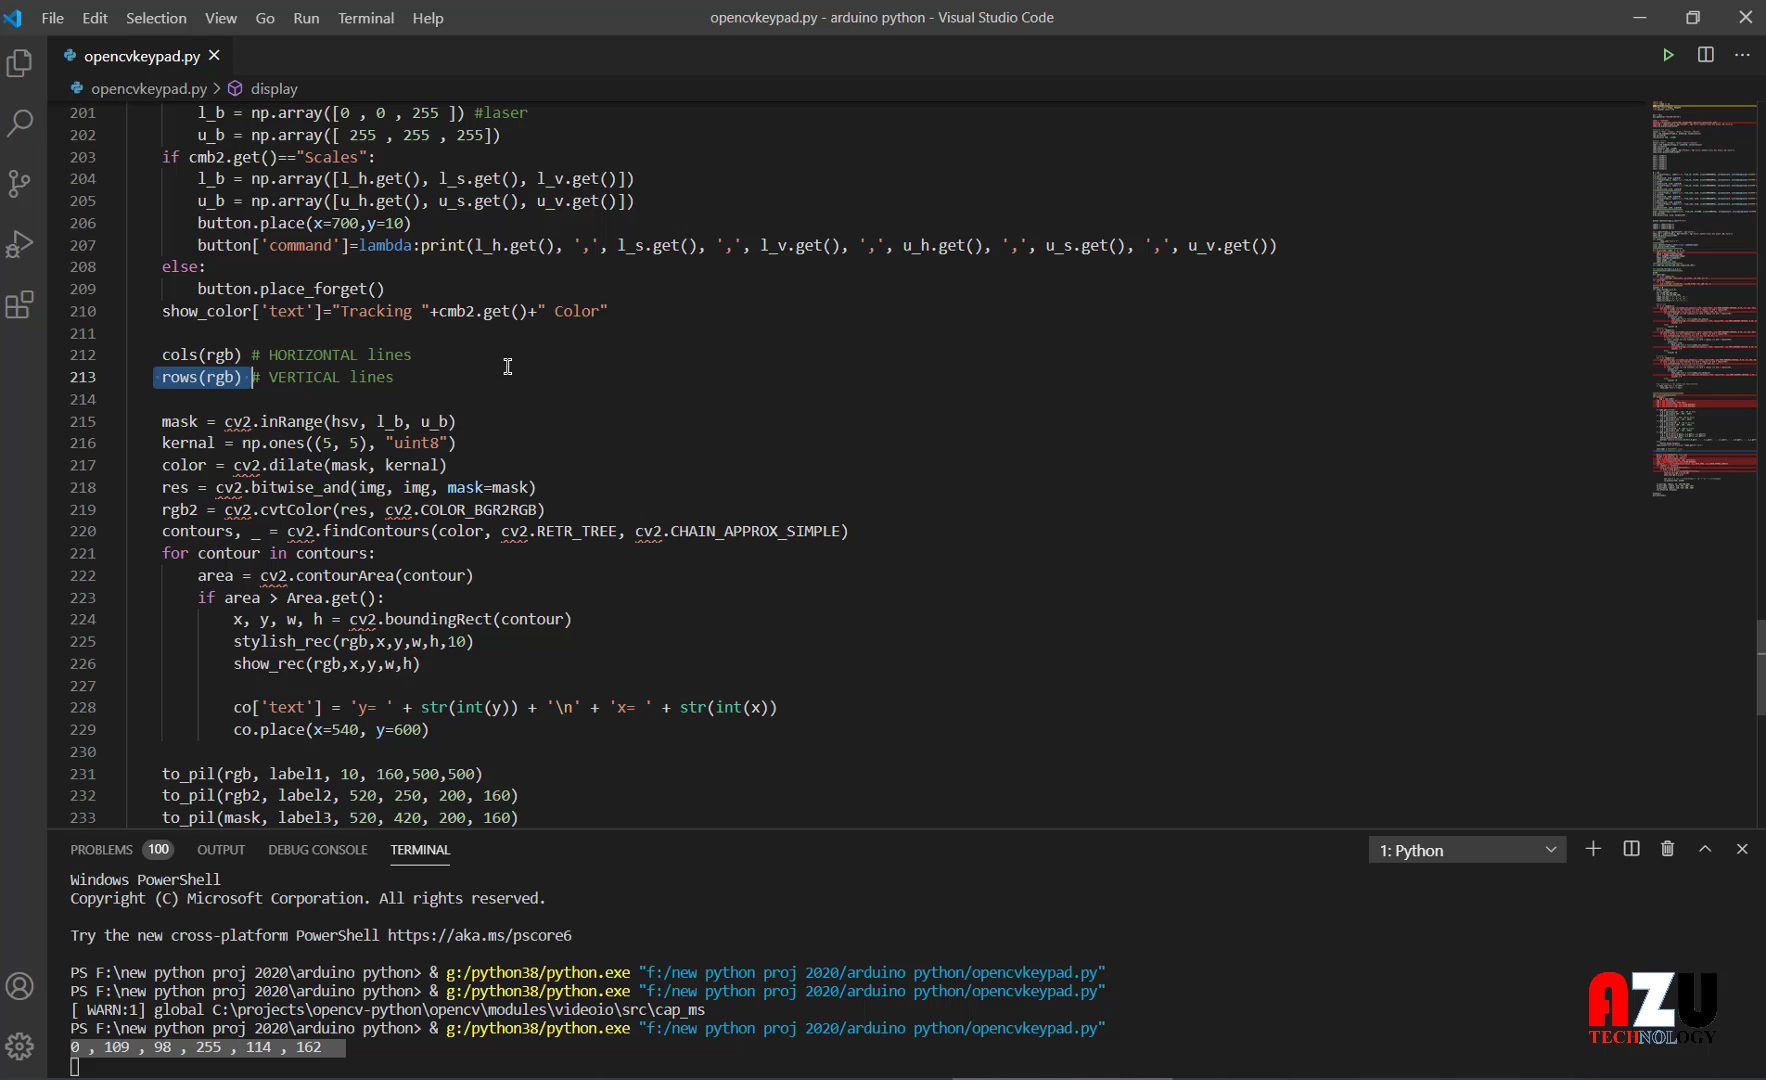 File Edit Selection View Go Run Terminal Help opencvkeypad.py - arduino python - Visual Studio Code
opencvkeypad.py
opencvkeypad.py > display
201 l_b = np.array([0 , 0 , 255 ]) #laser
202 u_b = np.array([ 255 , 255 , 255])
203 if cmb2.get()=="Scales":
204 l_b = np.array([l_h.get(), l_s.get(), l_v.get()])
205 u_b = np.array([u_h.get(), u_s.get(), u_v.get()])
206 button.place(x=700,y=10)
207 button['command']=lambda:print(l_h.get(), ',', l_s.get(), ',', l_v.get(), ',', u_h.get(), ',', u_s.get(), ',', u_v.get())
208 else:
209 button.place_forget()
210 show_color['text']="Tracking "+cmb2.get()+" Color"
211
212 cols(rgb) # HORIZONTAL lines
213 rows(rgb) # VERTICAL lines
214
215 mask = cv2.inRange(hsv, l_b, u_b)
216 kernal = np.ones((5, 5), "uint8")
217 color = cv2.dilate(mask, kernal)
218 res = cv2.bitwise_and(img, img, mask=mask)
219 rgb2 = cv2.cvtColor(res, cv2.COLOR_BGR2RGB)
220 contours, _ = cv2.findContours(color, cv2.RETR_TREE, cv2.CHAIN_APPROX_SIMPLE)
221 for contour in contours:
222 area = cv2.contourArea(contour)
223 if area > Area.get():
224 x, y, w, h = cv2.boundingRect(contour)
225 stylish_rec(rgb,x,y,w,h,10)
226 show_rec(rgb,x,y,w,h)
227
228 co['text'] = 'y= ' + str(int(y)) + '\n' + 'x= ' + str(int(x))
229 co.place(x=540, y=600)
230
231 to_pil(rgb, label1, 10, 160,500,500)
232 to_pil(rgb2, label2, 520, 250, 200, 160)
233 to_pil(mask, label3, 520, 420, 200, 160)
PROBLEMS 100 OUTPUT DEBUG CONSOLE TERMINAL 1: Python
Windows PowerShell
Copyright (C) Microsoft Corporation. All rights reserved.
Try the new cross-platform PowerShell https://aka.ms/pscore6
PS F:\new python proj 2020\arduino python> & g:/python38/python.exe "f:/new python proj 2020/arduino python/opencvkeypad.py"
PS F:\new python proj 2020\arduino python> & g:/python38/python.exe "f:/new python proj 2020/arduino python/opencvkeypad.py"
[ WARN:1] global C:\projects\opencv-python\opencv\modules\videoio\src\cap_ms
PS F:\new python proj 2020\arduino python> & g:/python38/python.exe "f:/new python proj 2020/arduino python/opencvkeypad.py"
0 , 109 , 98 , 255 , 114 , 162
AZU
TECHNOLOGY